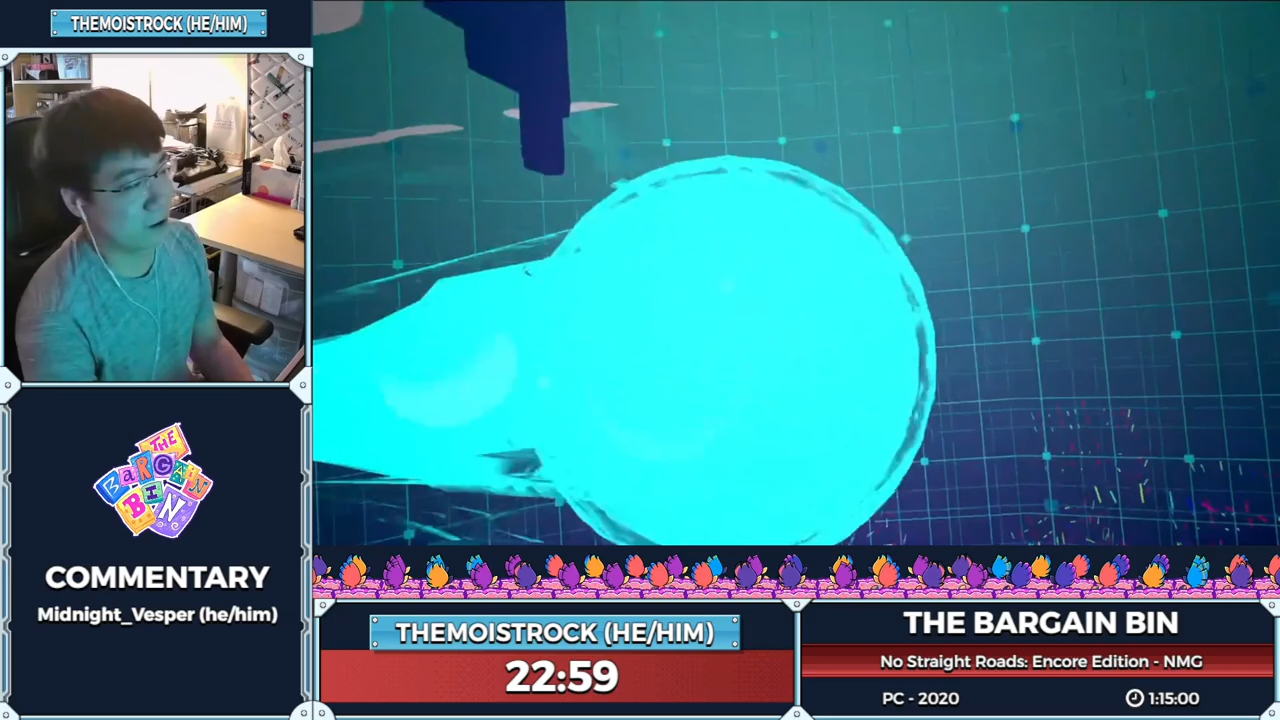 THEMOISTROCK (HE/HIM)
THE
BARGAIN
BIN
COMMENTARY
Midnight_Vesper (he/him)
THEMOISTROCK (HE/HIM)
22:59
THE BARGAIN BIN
No Straight Roads: Encore Edition - NMG
PC - 2020
1:15:00